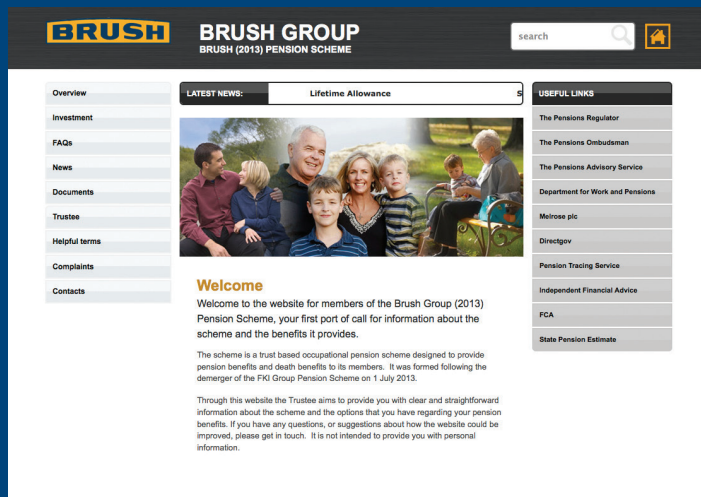 BRUSH
BRUSH GROUP
BRUSH (2013) PENSION SCHEME
search
Overview
Investment
FAQs
News
Documents
Trustee
Helpful terms
Complaints
Contacts
LATEST NEWS: Lifetime Allowance S
Welcome
Welcome to the website for members of the Brush Group (2013)
Pension Scheme, your first port of call for information about the
scheme and the benefits it provides.
The scheme is a trust based occupational pension scheme designed to provide
pension benefits and death benefits to its members. It was formed following the
demerger of the FKI Group Pension Scheme on 1 July 2013.
Through this website the Trustee aims to provide you with clear and straightforward
information about the scheme and the options that you have regarding your pension
benefits. If you have any questions, or suggestions about how the website could be
improved, please get in touch. It is not intended to provide you with personal
information.
USEFUL LINKS
The Pensions Regulator
The Pensions Ombudsman
The Pensions Advisory Service
Department for Work and Pensions
Melrose plc
Directgov
Pension Tracing Service
Independent Financial Advice
FCA
State Pension Estimate